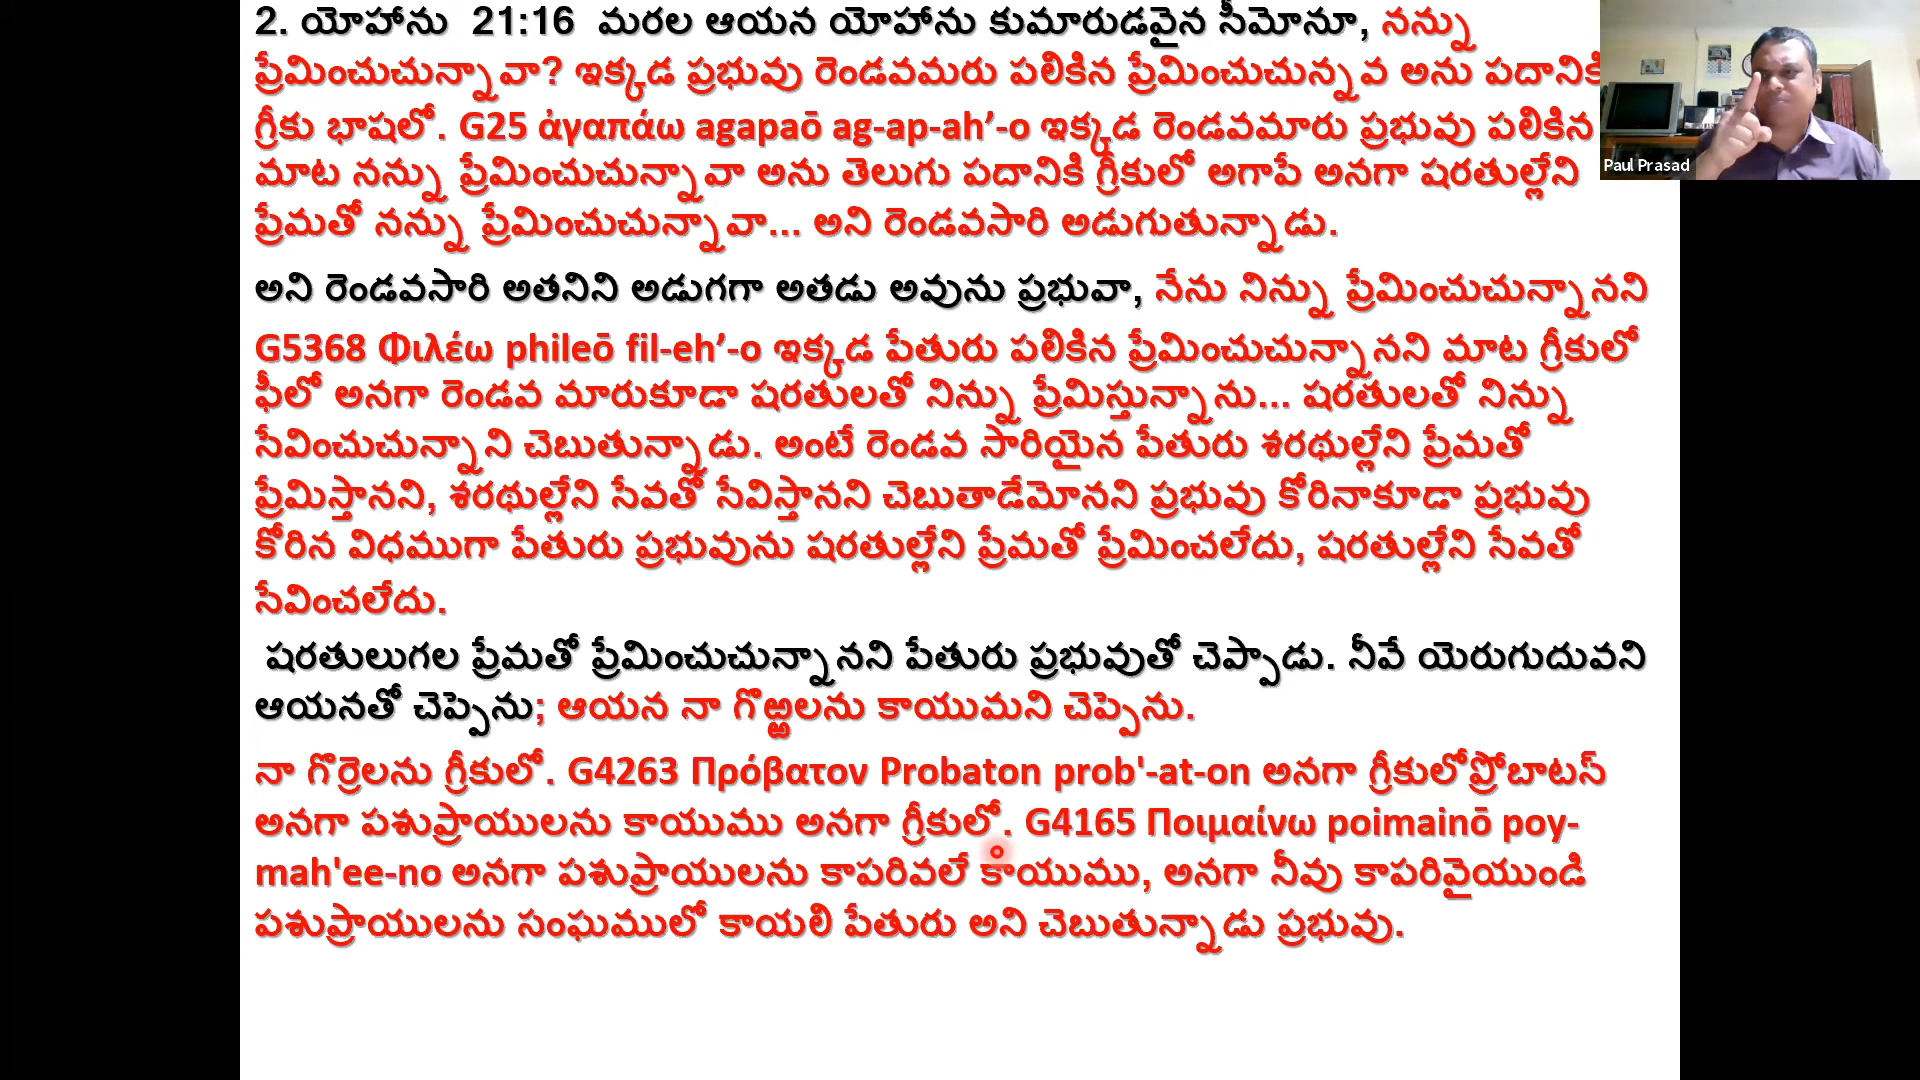 2. యోహాను 21:16 మరల ఆయన యోహాను కుమారుడవైన సీమోనూ, నన్ను
ప్రేమించుచున్నావా? ఇక్కడ ప్రభువు రెండవమరు పలికిన ప్రేమించుచున్నవ అను పదానికి
గ్రీకు భాషలో. G25 ἀγαπάω agapaō ag-ap-ah’-o ఇక్కడ రెండవమారు ప్రభువు పలికిన
మాట నన్ను ప్రేమించుచున్నావా అను తెలుగు పదానికి గ్రీకులో అగాపే అనగా షరతుల్లేని
ప్రేమతో నన్ను ప్రేమించుచున్నావా... అని రెండవసారి అడుగుతున్నాడు.
అని రెండవసారి అతనిని అడుగగా అతడు అవును ప్రభువా, నేను నిన్ను ప్రేమించుచున్నానని
G5368 Φιλέω phileō fil-eh’-o ఇక్కడ పేతురు పలికిన ప్రేమించుచున్నానని మాట గ్రీకులో
ఫీలో అనగా రెండవ మారుకూడా షరతులతో నిన్ను ప్రేమిస్తున్నాను... షరతులతో నిన్ను
సేవించుచున్నాని చెబుతున్నాడు. అంటే రెండవ సారియైన పేతురు శరథుల్లేని ప్రేమతో
ప్రేమిస్తానని, శరథుల్లేని సేవతో సేవిస్తానని చెబుతాడేమోనని ప్రభువు కోరినాకూడా ప్రభువు
కోరిన విధముగా పేతురు ప్రభువును షరతుల్లేని ప్రేమతో ప్రేమించలేదు, షరతుల్లేని సేవతో
సేవించలేదు.
షరతులుగల ప్రేమతో ప్రేమించుచున్నానని పేతురు ప్రభువుతో చెప్పాడు. నీవే యెరుగుదువని
ఆయనతో చెప్పెను; ఆయన నా గొఱ్ఱలను కాయుమని చెప్పెను.
నా గొర్రెలను గ్రీకులో. G4263 Πρόβατον Probaton prob'-at-on అనగా గ్రీకులోప్రోబాటస్
అనగా పశుప్రాయులను కాయుము అనగా గ్రీకులో. G4165 Ποιμαίνω poimainō poy-
mah'ee-no అనగా పశుప్రాయులను కాపరివలే కాయుము, అనగా నీవు కాపరివైయుండి
పశుప్రాయులను సంఘములో కాయలి పేతురు అని చెబుతున్నాడు ప్రభువు.
Paul Prasad